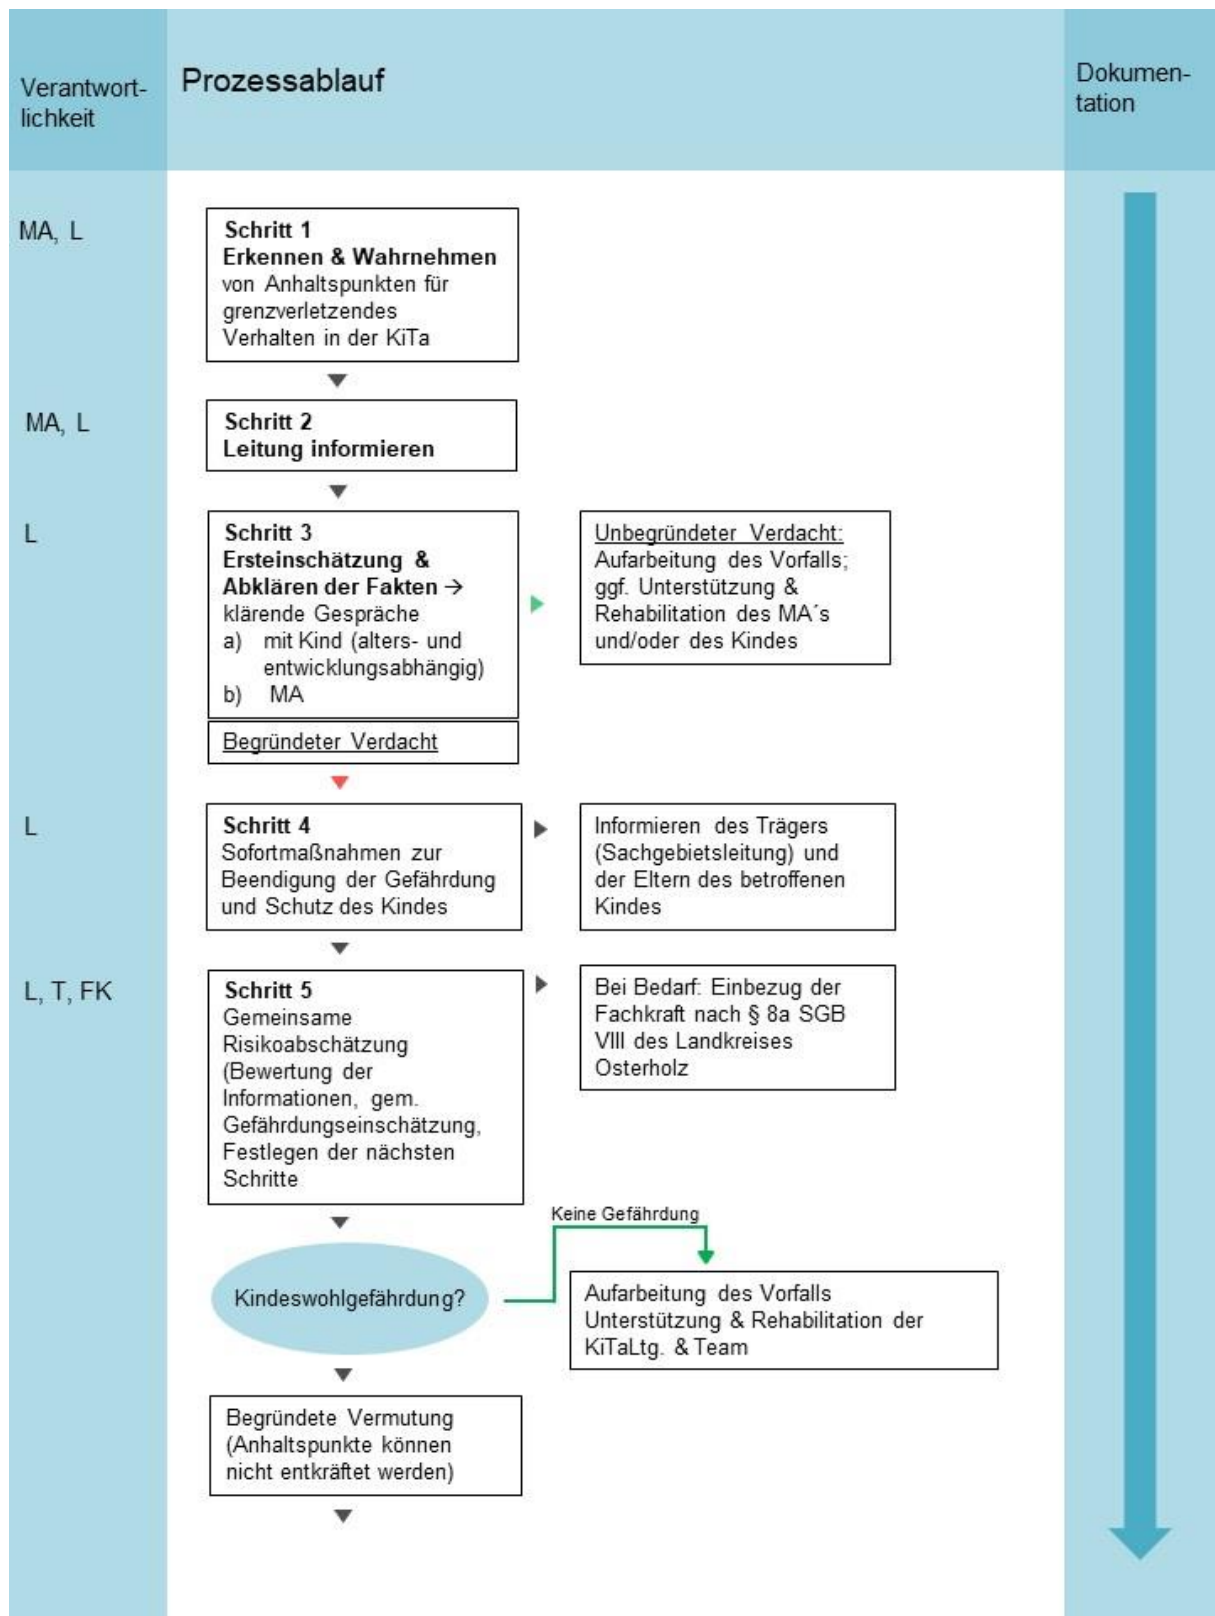 Verantwort-
lichkeit
Prozessablauf
Dokumen-
tation
MA, L
Schritt 1
Erkennen & Wahrnehmen
von Anhaltspunkten für
grenzverletzendes
Verhalten in der KiTa
MA, L
Schritt 2
Leitung informieren
L
Schritt 3
Ersteinschätzung &
Abklären der Fakten →
klärende Gespräche
a) mit Kind (alters- und
entwicklungsabhängig)
b) MA
Unbegründeter Verdacht:
Aufarbeitung des Vorfalls;
ggf. Unterstützung &
Rehabilitation des MA´s
und/oder des Kindes
Begründeter Verdacht
L
Schritt 4
Sofortmaßnahmen zur
Beendigung der Gefährdung
und Schutz des Kindes
Informieren des Trägers
(Sachgebietsleitung) und
der Eltern des betroffenen
Kindes
L, T, FK
Schritt 5
Gemeinsame
Risikoabschätzung
(Bewertung der
Informationen, gem.
Gefährdungseinschätzung,
Festlegen der nächsten
Schritte
Bei Bedarf: Einbezug der
Fachkraft nach § 8a SGB
VIII des Landkreises
Osterholz
Keine Gefährdung
Kindeswohlgefährdung?
Aufarbeitung des Vorfalls
Unterstützung & Rehabilitation der
KiTaLtg. & Team
Begründete Vermutung
(Anhaltspunkte können
nicht entkräftet werden)